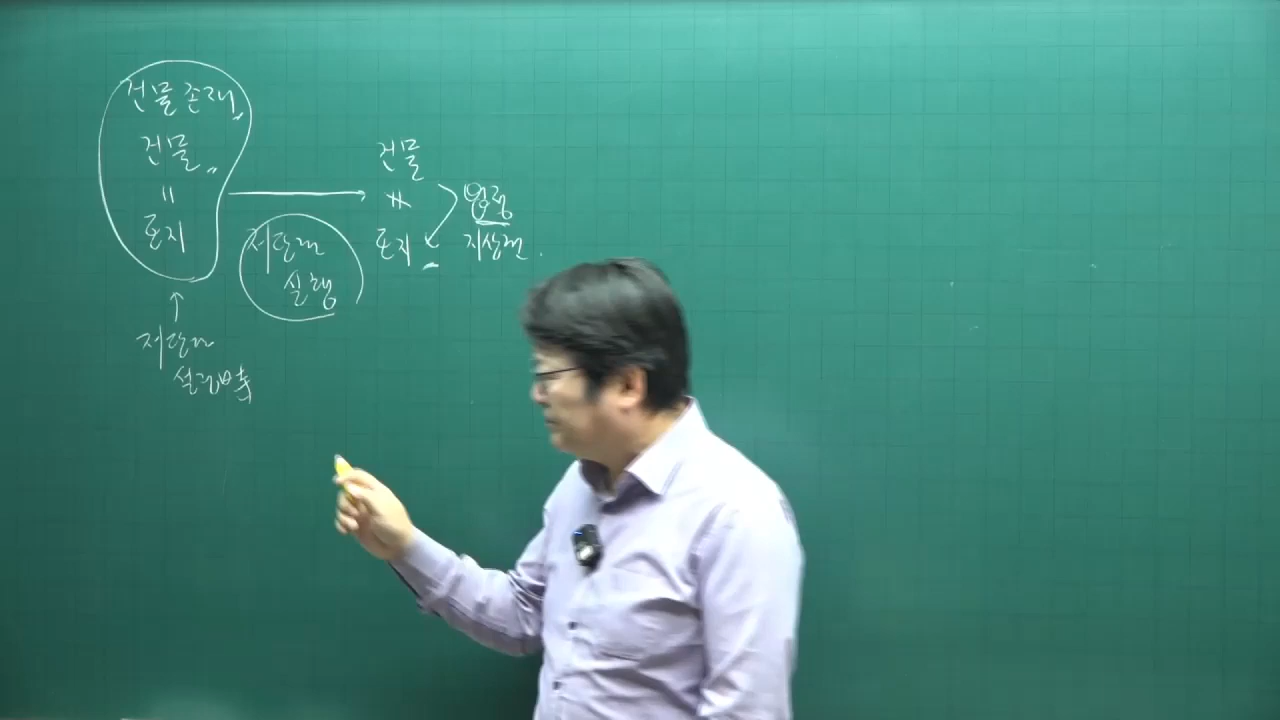 건물 존재
건물
=
토지
저당권
설정 당시
저당권
실행
건물
≠
토지
법정
지상권